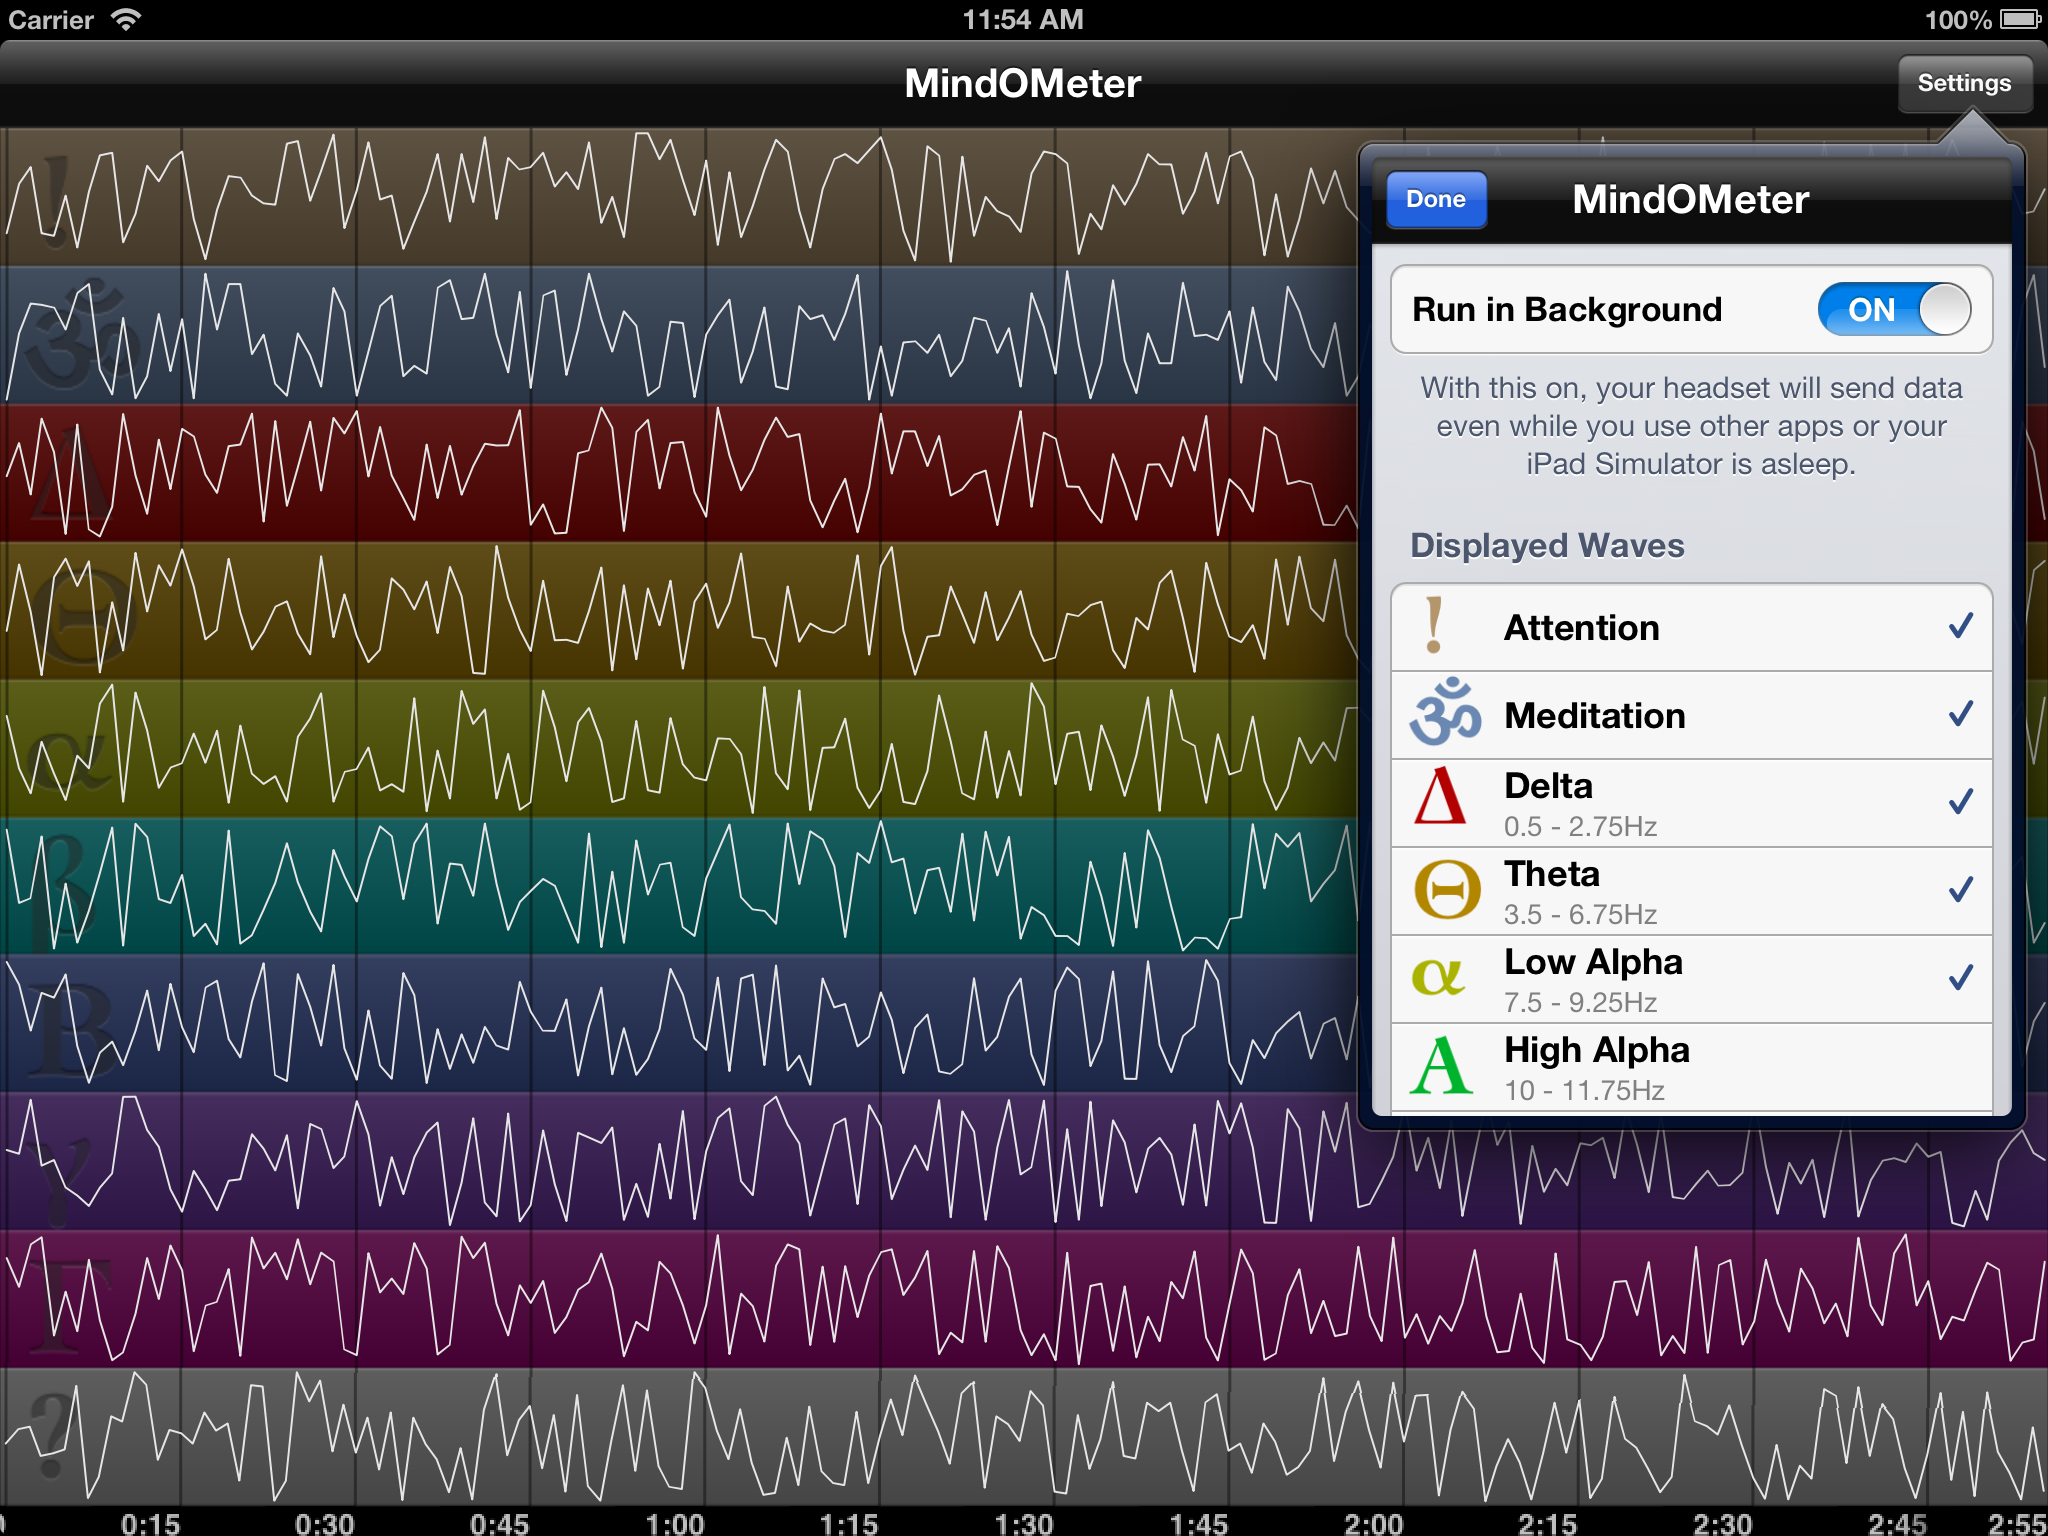 Carrier 11:54 AM 100%
MindOMeter
Settings
Done
MindOMeter
Run in Background
ON
With this on, your headset will send data
even while you use other apps or your
iPad Simulator is asleep.
Displayed Waves
! Attention
ॐ Meditation
Δ Delta
0.5 - 2.75Hz
Θ Theta
3.5 - 6.75Hz
α Low Alpha
7.5 - 9.25Hz
A High Alpha
10 - 11.75Hz
!
ॐ
Δ
Θ
α
β
B
γ
Γ
?
0:15 0:30 0:45 1:00 1:15 1:30 1:45 2:00 2:15 2:30 2:45 2:55